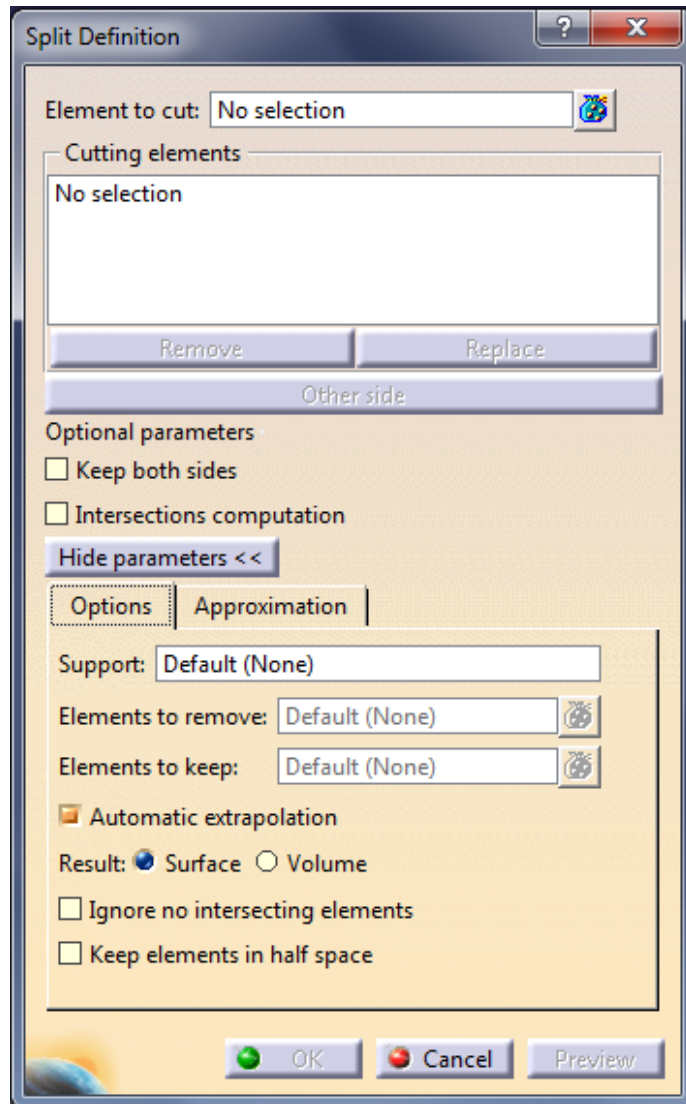 Split Definition
?
X
Element to cut: No selection
Cutting elements
No selection
Remove Replace
Other side
Optional parameters
Keep both sides
Intersections computation
Hide parameters <<
Options Approximation
Support: Default (None)
Elements to remove: Default (None)
Elements to keep: Default (None)
Automatic extrapolation
Result: Surface Volume
Ignore no intersecting elements
Keep elements in half space
OK Cancel Preview